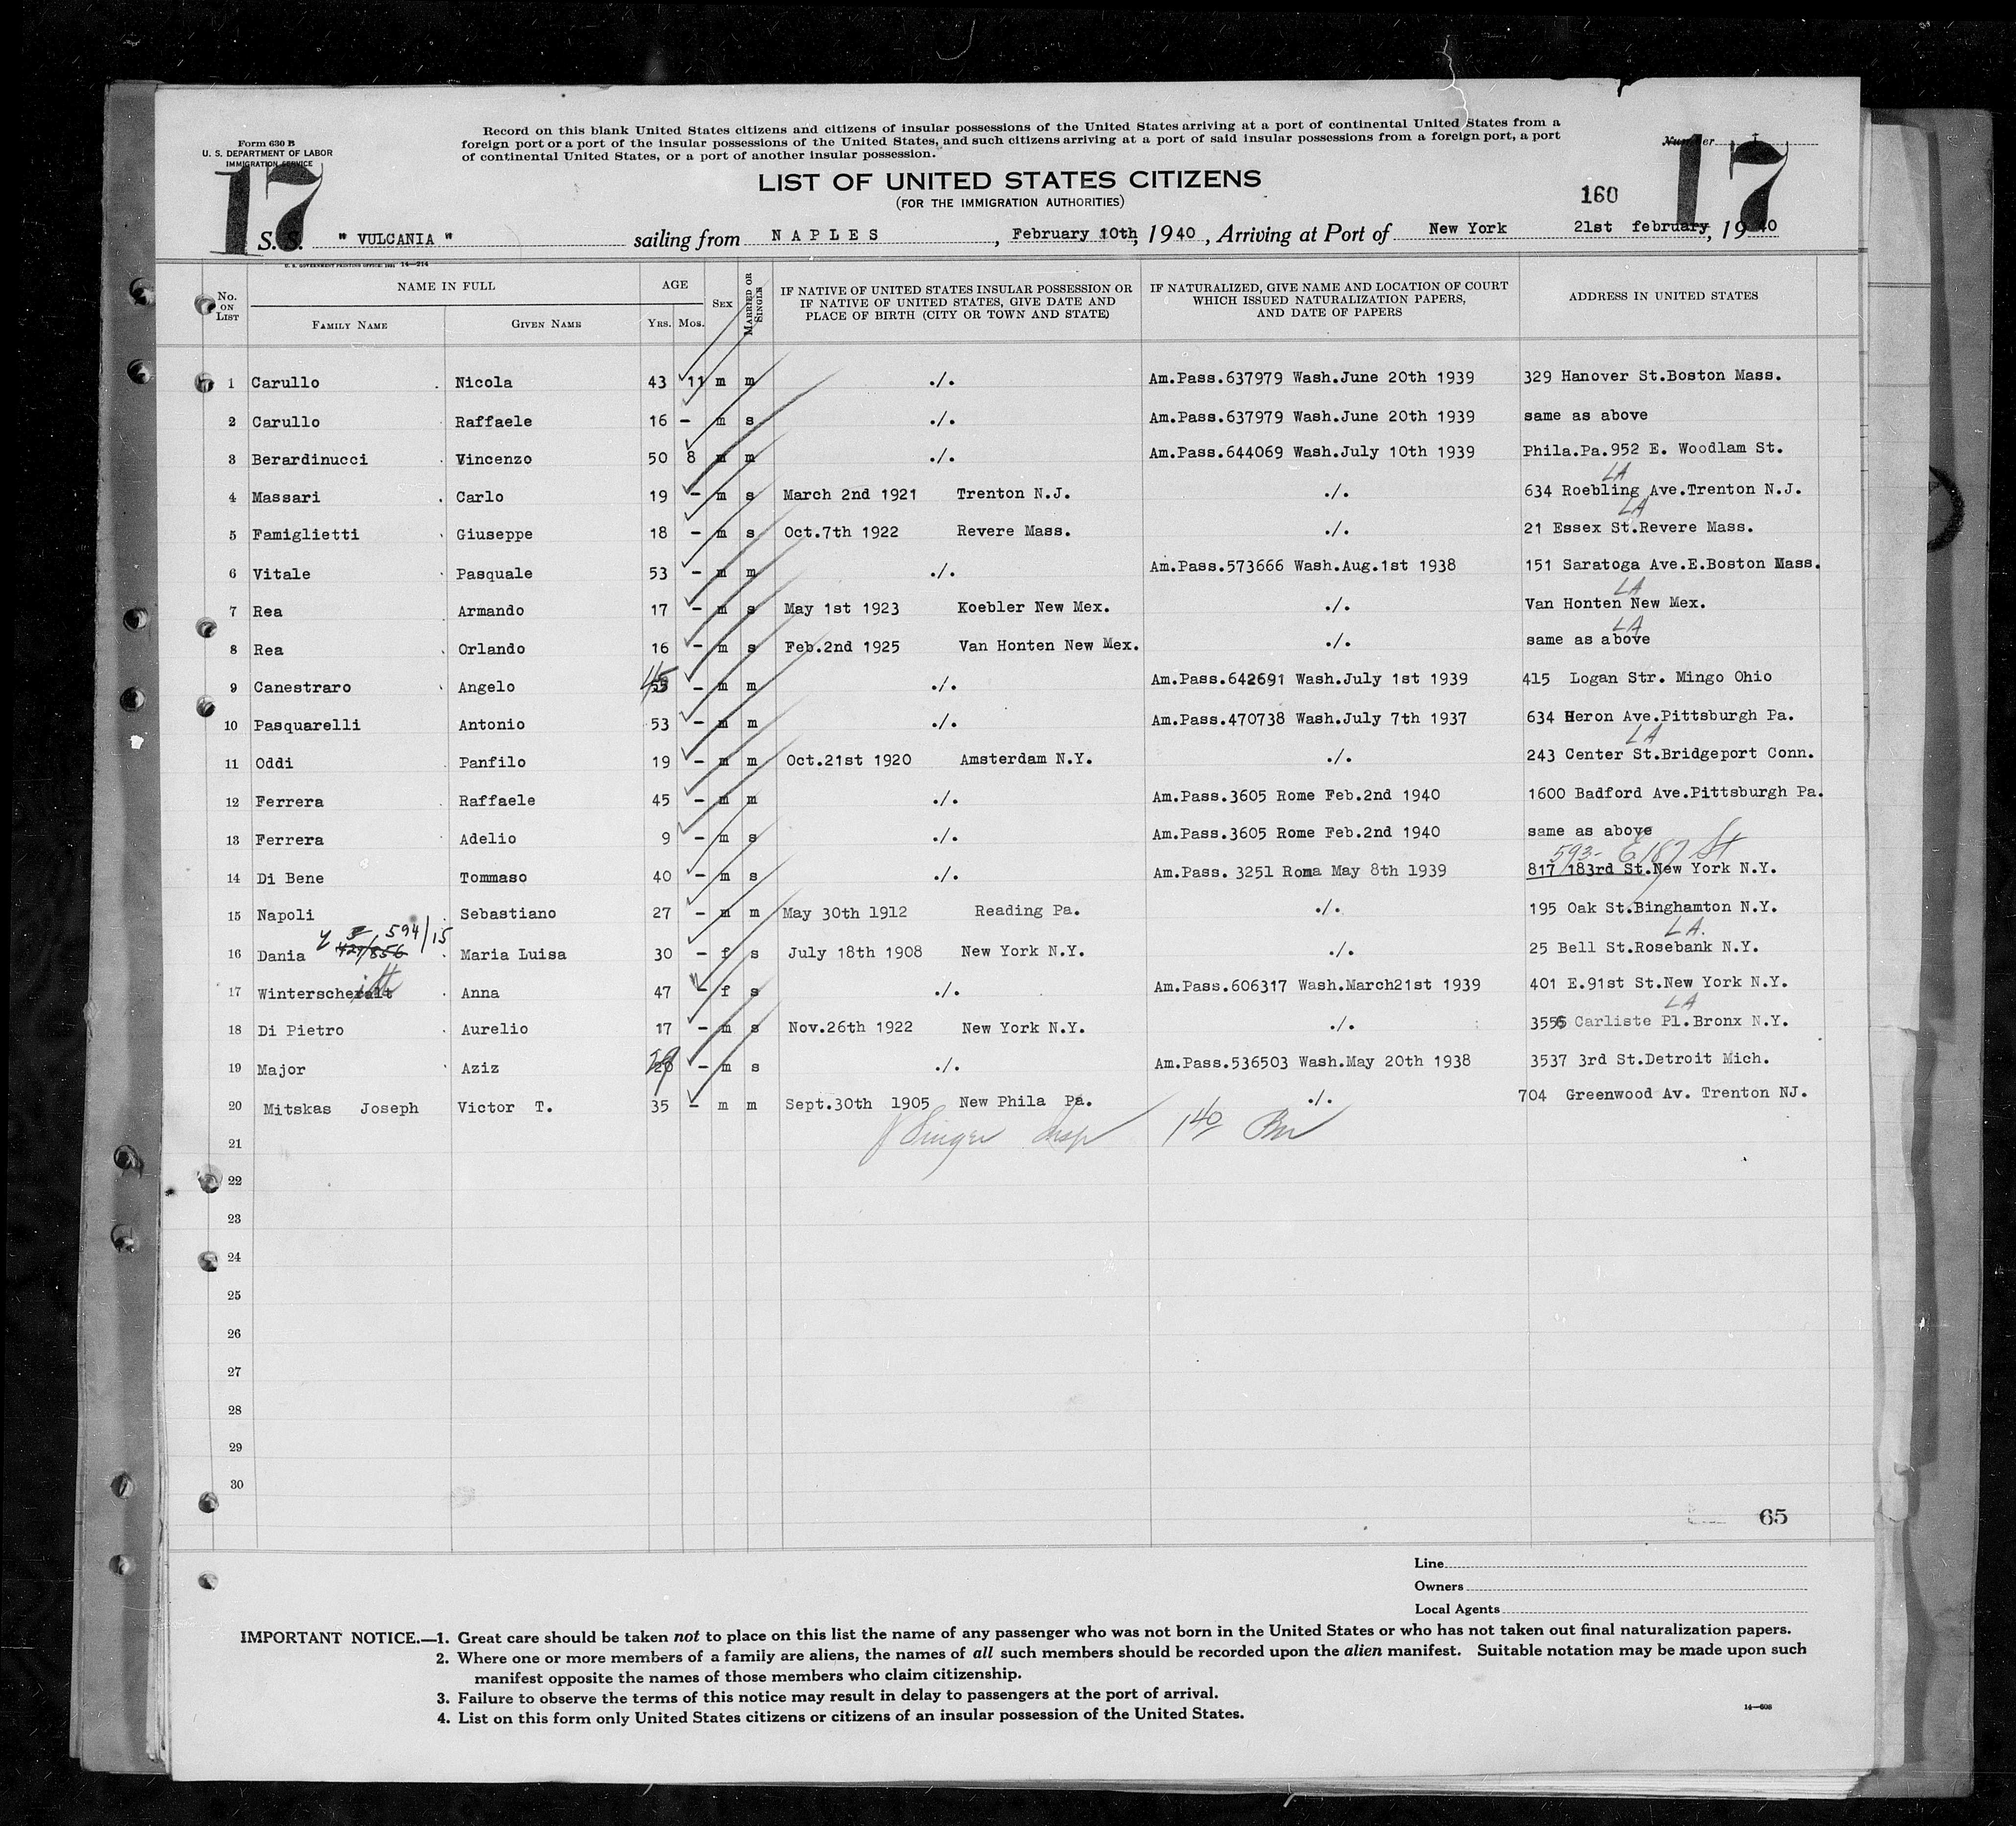 Record on this blank United States citizens and citizens of insular possessions of the United States arriving at a port of continental United States from a
foreign port or a port of the insular possessions of the United States, and such citizens arriving at a port of said insular possessions from a foreign port, a port
of continental United States, or a port of another insular possession.
Form 630 B
U. S. DEPARTMENT OF LABOR
IMMIGRATION SERVICE
Number
17 17
LIST OF UNITED STATES CITIZENS
(FOR THE IMMIGRATION AUTHORITIES)
160
S. S. " VULCANIA " sailing from NAPLES, February 10th, 1940, Arriving at Port of New York 21st february, 1940
U. S. GOVERNMENT PRINTING OFFICE: 1931 14—214
No. ON LIST NAME IN FULL FAMILY NAME GIVEN NAME AGE YRS. MOS. SEX MARRIED OR SINGLE IF NATIVE OF UNITED STATES INSULAR POSSESSION OR IF NATIVE OF UNITED STATES, GIVE DATE AND PLACE OF BIRTH (CITY OR TOWN AND STATE) IF NATURALIZED, GIVE NAME AND LOCATION OF COURT WHICH ISSUED NATURALIZATION PAPERS, AND DATE OF PAPERS ADDRESS IN UNITED STATES
1 Carullo Nicola 43 11 m m ./. Am.Pass.637979 Wash.June 20th 1939 329 Hanover St.Boston Mass.
2 Carullo Raffaele 16 - m s ./. Am.Pass.637979 Wash.June 20th 1939 same as above
3 Berardinucci Vincenzo 50 8 m m ./. Am.Pass.644069 Wash.July 10th 1939 Phila.Pa.952 E. Woodlam St.
LA
4 Massari Carlo 19 - m s March 2nd 1921 Trenton N.J. ./. 634 Roebling Ave.Trenton N.J.
LA
5 Famiglietti Giuseppe 18 - m s Oct.7th 1922 Revere Mass. ./. 21 Essex St.Revere Mass.
6 Vitale Pasquale 53 - m m ./. Am.Pass.573666 Wash.Aug.1st 1938 151 Saratoga Ave.E.Boston Mass.
LA
7 Rea Armando 17 - m s May 1st 1923 Koebler New Mex. ./. Van Honten New Mex.
LA
8 Rea Orlando 16 - m s Feb.2nd 1925 Van Honten New Mex. ./. same as above
9 Canestraro Angelo 55 45 - m m ./. Am.Pass.642691 Wash.July 1st 1939 415 Logan Str. Mingo Ohio
10 Pasquarelli Antonio 53 - m m ./. Am.Pass.470738 Wash.July 7th 1937 634 Heron Ave.Pittsburgh Pa.
LA
11 Oddi Panfilo 19 - m m Oct.21st 1920 Amsterdam N.Y. ./. 243 Center St.Bridgeport Conn.
12 Ferrera Raffaele 45 - m m ./. Am.Pass.3605 Rome Feb.2nd 1940 1600 Badford Ave.Pittsburgh Pa.
13 Ferrera Adelio 9 - m s ./. Am.Pass.3605 Rome Feb.2nd 1940 same as above
593- E 187 St
14 Di Bene Tommaso 40 - m s ./. Am.Pass. 3251 Roma May 8th 1939 817 183rd St.New York N.Y.
15 Napoli Sebastiano 27 - m m May 30th 1912 Reading Pa. ./. 195 Oak St.Binghamton N.Y.
594/15 LA.
16 Dania 427/856 Maria Luisa 30 - f s July 18th 1908 New York N.Y. ./. 25 Bell St.Rosebank N.Y.
17 Winterscheidt Anna 47 - f s ./. Am.Pass.606317 Wash.March21st 1939 401 E.91st St.New York N.Y.
LA
18 Di Pietro Aurelio 17 - m s Nov.26th 1922 New York N.Y. ./. 3556 Carliste Pl.Bronx N.Y.
19 Major Aziz - m s ./. Am.Pass.536503 Wash.May 20th 1938 3537 3rd St.Detroit Mich.
20 Mitskas Joseph Victor T. 35 - m m Sept.30th 1905 New Phila Pa. ./. 704 Greenwood Av. Trenton NJ.
21 Singer Insp
22
23
24
25
26
27
28
29
30
65
Line
Owners
Local Agents
IMPORTANT NOTICE.—1. Great care should be taken not to place on this list the name of any passenger who was not born in the United States or who has not taken out final naturalization papers.
2. Where one or more members of a family are aliens, the names of all such members should be recorded upon the alien manifest. Suitable notation may be made upon such
manifest opposite the names of those members who claim citizenship.
3. Failure to observe the terms of this notice may result in delay to passengers at the port of arrival.
4. List on this form only United States citizens or citizens of an insular possession of the United States.
14—608